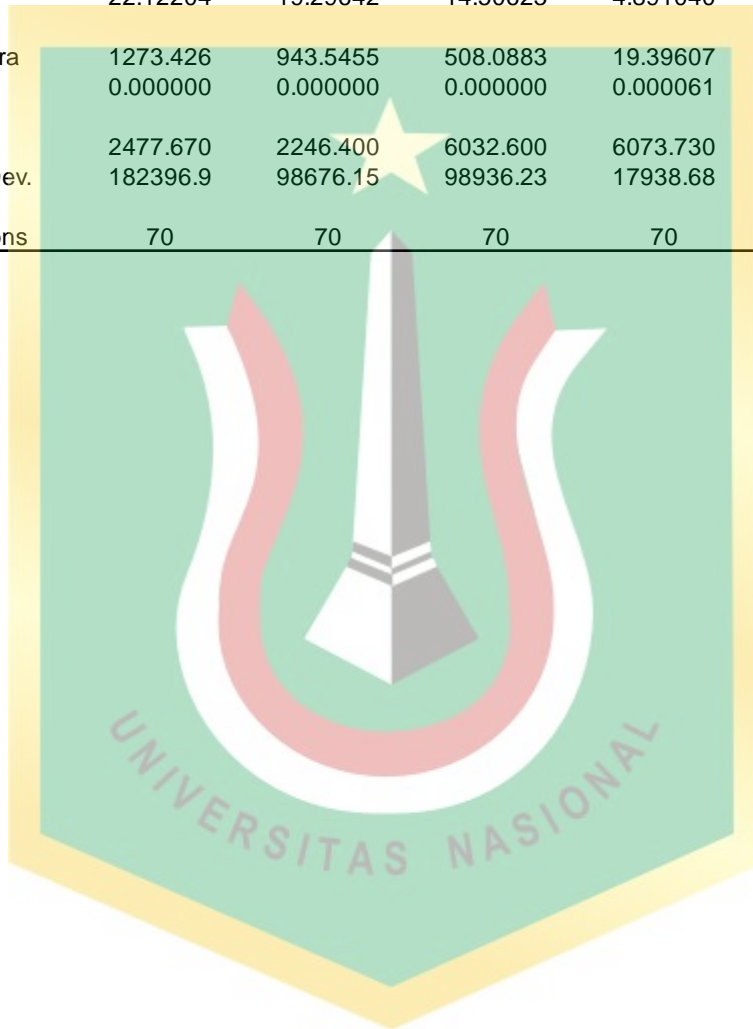 ra 1273.426 943.5455 508.0883 19.39607
0.000000 0.000000 0.000000 0.000061
2477.670 2246.400 6032.600 6073.730
ev. 182396.9 98676.15 98936.23 17938.68
ons 70 70 70 70
UNIVERSITAS NASIONAL